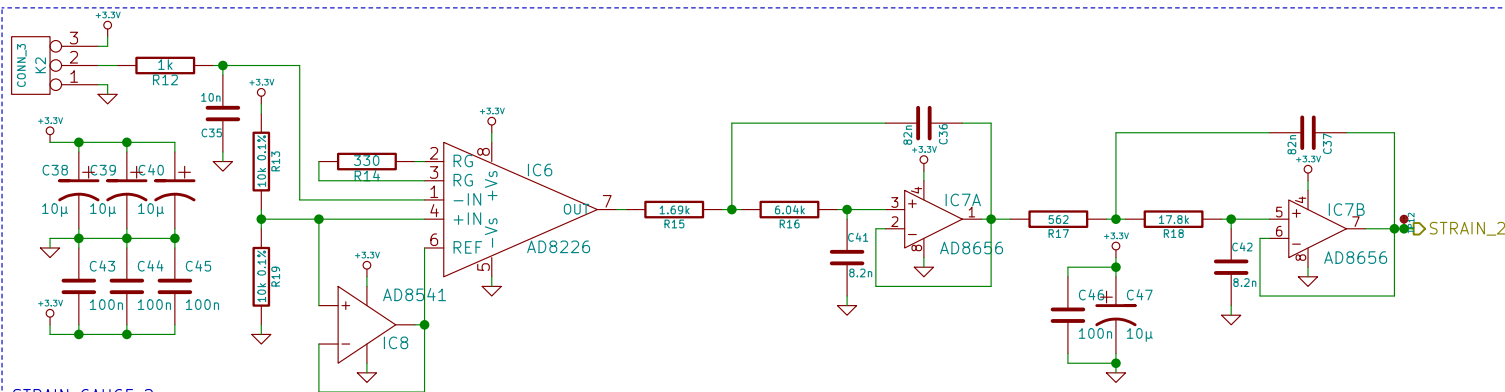 +3.3V
CONN_3
K2
3
2
1
1k
R12
10n
C35
+3.3V
10k 0.1%
R13
10k 0.1%
R19
+3.3V
C38
C39
C40
10µ
10µ
10µ
C43
C44
C45
100n
100n
100n
+3.3V
330
R14
+3.3V
8
2
RG
3
RG
1
-IN
4
+IN
6
REF
+Vs
-Vs
5
OUT
7
IC6
AD8226
+3.3V
+
-
AD8541
IC8
1.69k
R15
6.04k
R16
82n
C36
C41
8.2n
+3.3V
4
3
+
2
-
8
1
IC7A
AD8656
562
R17
17.8k
R18
+3.3V
C46
C47
100n
10µ
82n
C37
C42
8.2n
+3.3V
4
5
+
6
-
8
7
IC7B
AD8656
STRAIN_2
STRAIN GAUGE 2